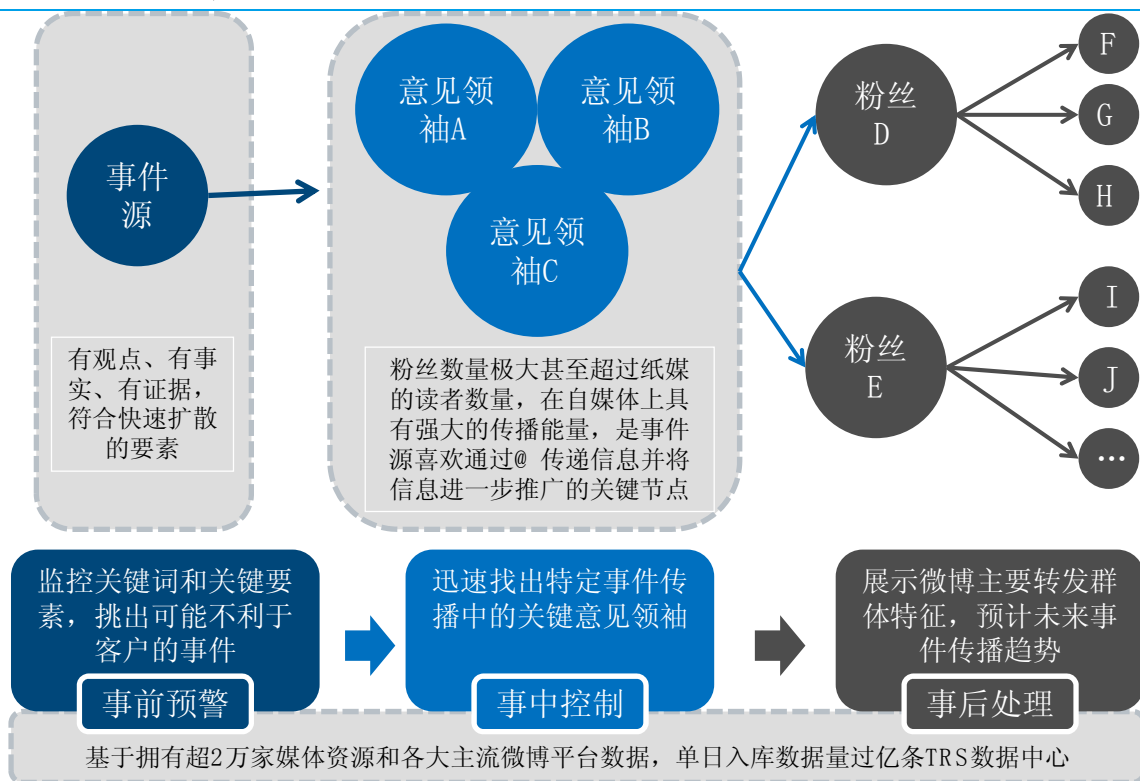 事件
源
有观点、有事
实、有证据，
符合快速扩散
的要素
意见领
袖A
意见领
袖B
意见领
袖C
粉丝数量极大甚至超过纸媒
的读者数量，在自媒体上具
有强大的传播能量，是事件
源喜欢通过@ 传递信息并将
信息进一步推广的关键节点
粉丝
D
F
G
H
粉丝
E
I
J
…
监控关键词和关键要
素，挑出可能不利于
客户的事件
事前预警
迅速找出特定事件传
播中的关键意见领袖
事中控制
展示微博主要转发群
体特征，预计未来事
件传播趋势
事后处理
基于拥有超2万家媒体资源和各大主流微博平台数据，单日入库数据量过亿条TRS数据中心